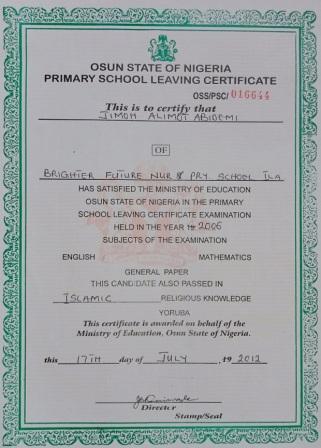 OSUN STATE OF NIGERIA
PRIMARY SCHOOL LEAVING CERTIFICATE
OSS/PSC/ 016644
This is to certify that
JIMOH ALIMOT ABIDEMI
OF
BRIGHTER FUTURE NUR & PRY. SCHOOL ILA
HAS SATISFIED THE MINISTRY OF EDUCATION
OSUN STATE OF NIGERIA IN THE PRIMARY
SCHOOL LEAVING CERTIFICATE EXAMINATION
HELD IN THE YEAR 19 2006
SUBJECTS OF THE EXAMINATION
ENGLISH MATHEMATICS
GENERAL PAPER
THIS CANDIDATE ALSO PASSED IN
ISLAMIC RELIGIOUS KNOWLEDGE
YORUBA
This certificate is awarded on behalf of the
Ministry of Education, Osun State of Nigeria.
this 17TH day of JULY 19 2012
Director
Stamp/Seal